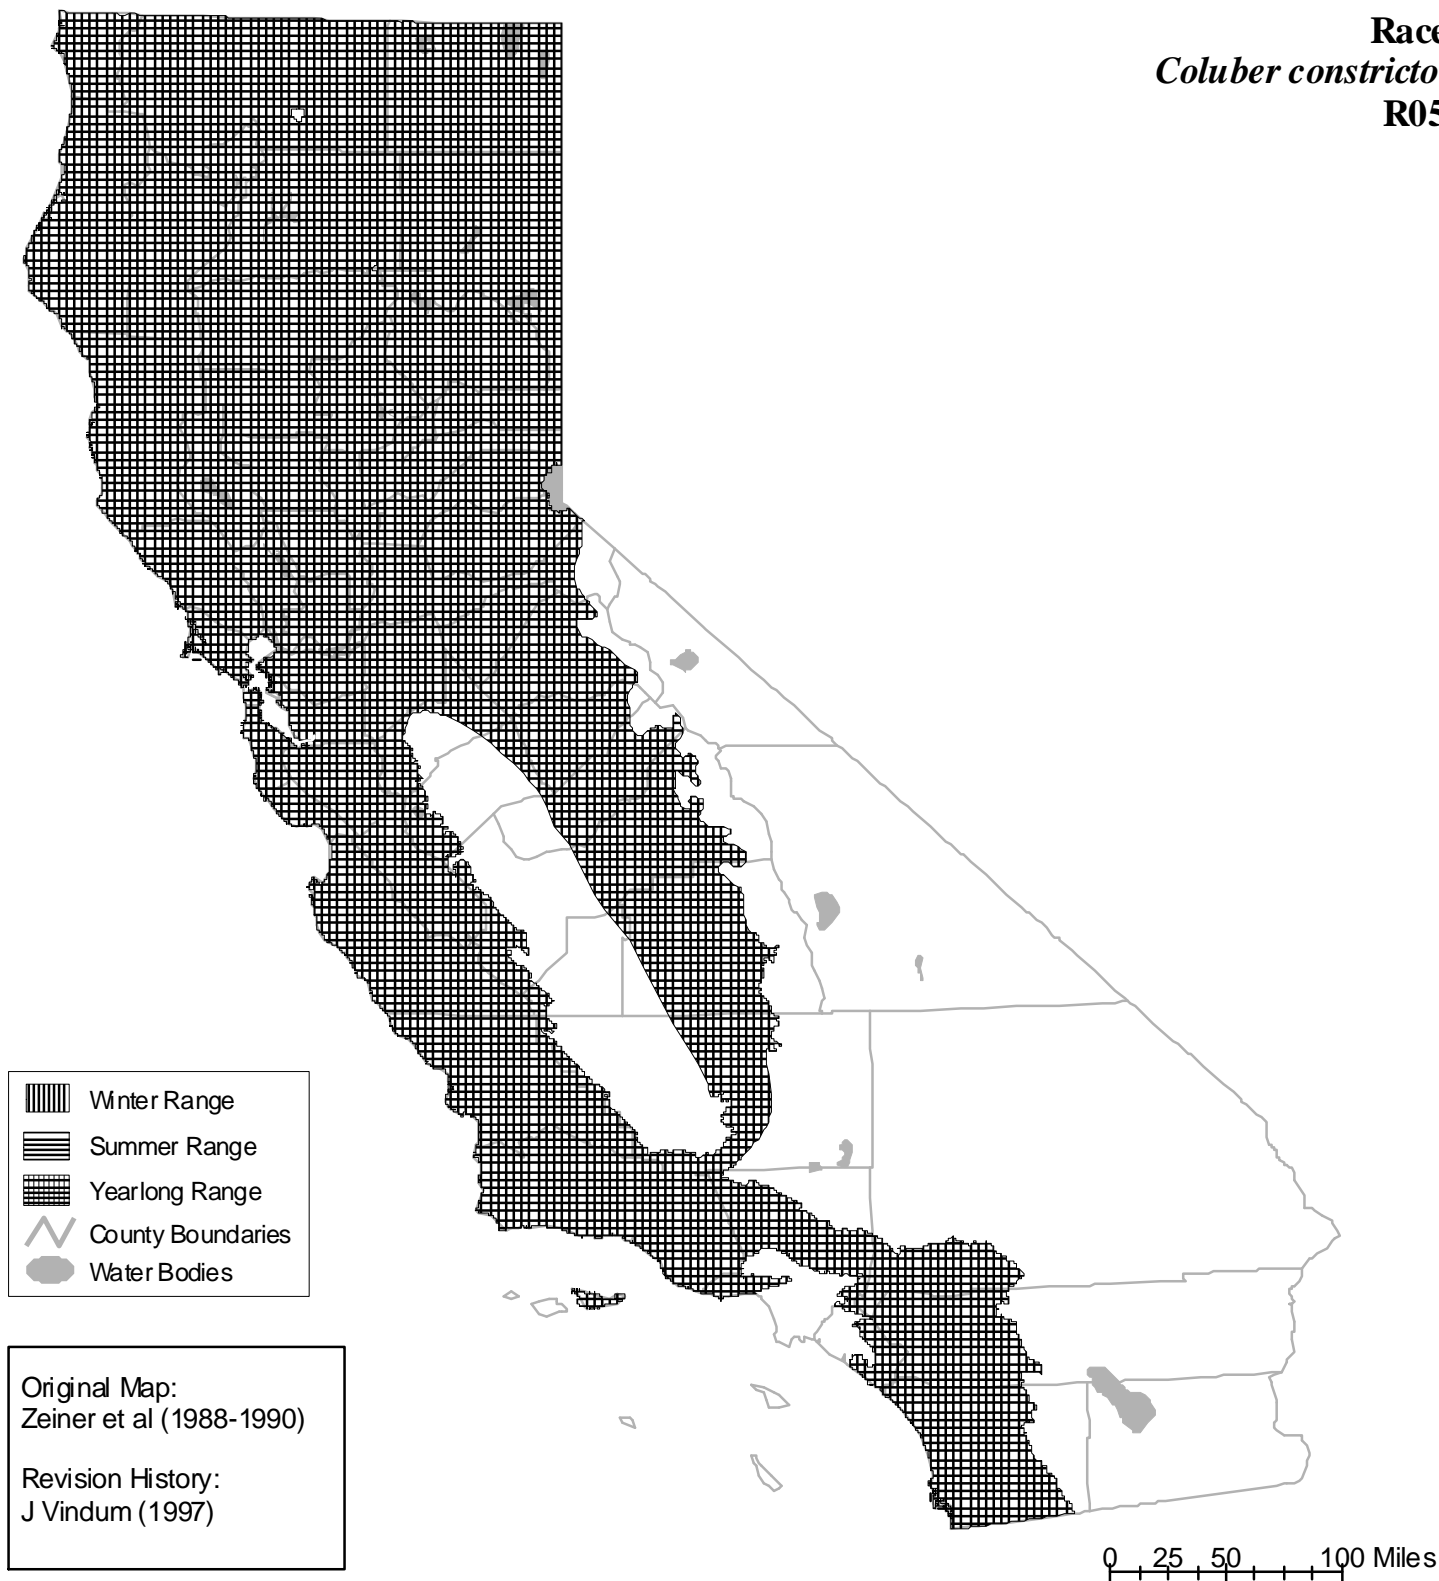 Race
Coluber constricto
R05
Winter Range
Summer Range
Yearlong Range
County Boundaries
Water Bodies
Original Map:
Zeiner et al (1988-1990)
Revision History:
J Vindum (1997)
0 25 50 100 Miles